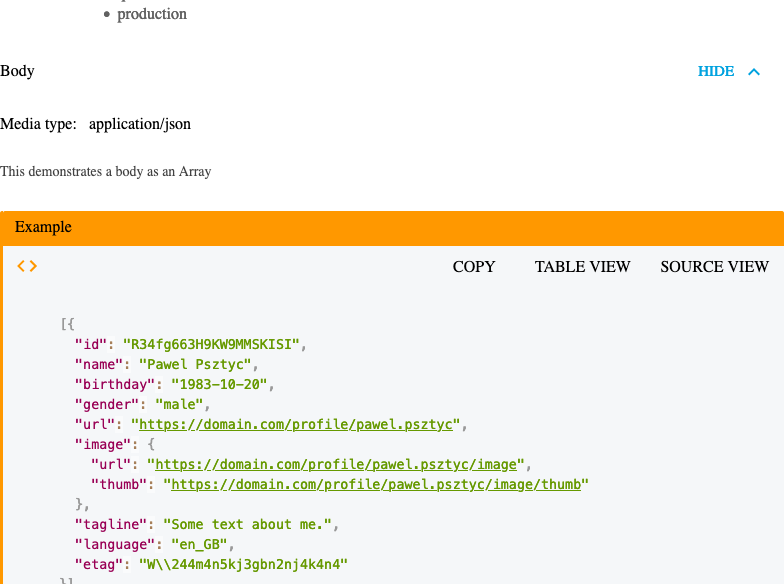 • production
Body
HIDE
Media type: application/json
This demonstrates a body as an Array
Example
<> COPY TABLE VIEW SOURCE VIEW
[{
"id": "R34fg663H9KW9MMSKISI",
"name": "Pawel Psztyc",
"birthday": "1983-10-20",
"gender": "male",
"url": "https://domain.com/profile/pawel.psztyc",
"image": {
"url": "https://domain.com/profile/pawel.psztyc/image",
"thumb": "https://domain.com/profile/pawel.psztyc/image/thumb"
},
"tagline": "Some text about me.",
"language": "en_GB",
"etag": "W\\244m4n5kj3gbn2nj4k4n4"
}]